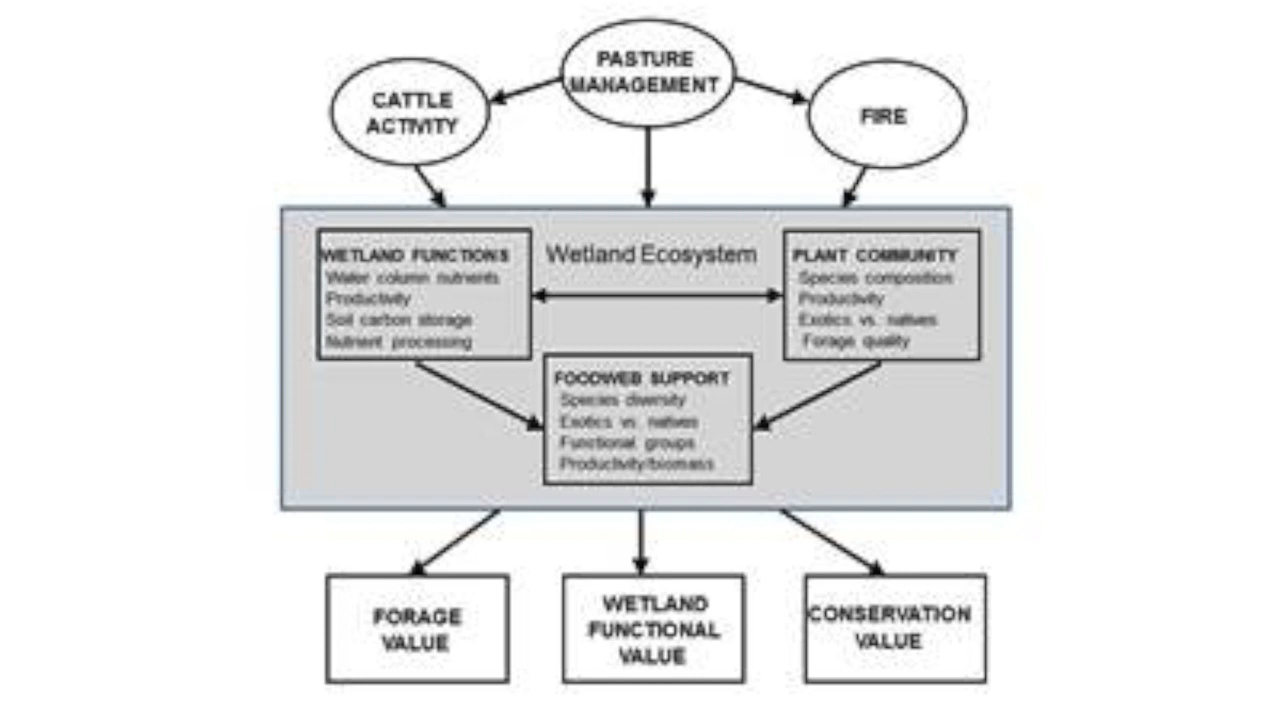 PASTURE
MANAGEMENT
CATTLE
ACTIVITY
FIRE
Wetland Ecosystem
WETLAND FUNCTIONS
Water column nutrients
Productivity
Soil carbon storage
Nutrient processing
PLANT COMMUNITY
Species composition
Productivity
Exotics vs. natives
Forage quality
FOODWEB SUPPORT
Species diversity
Exotics vs. natives
Functional groups
Productivity/biomass
FORAGE
VALUE
WETLAND
FUNCTIONAL
VALUE
CONSERVATION
VALUE